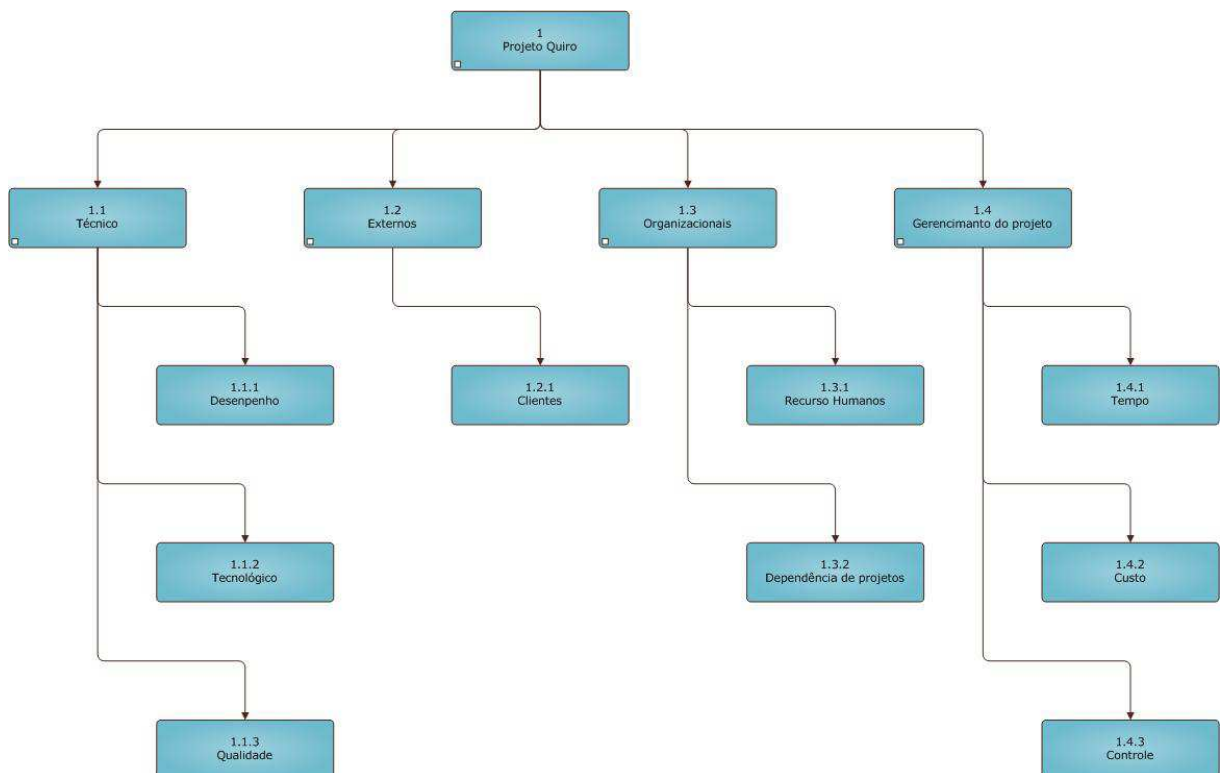 1
Projeto Quiro
1.1
Técnico
1.2
Externos
1.3
Organizacionais
1.4
Gerencimanto do projeto
1.1.1
Desenpenho
1.2.1
Clientes
1.3.1
Recurso Humanos
1.4.1
Tempo
1.1.2
Tecnológico
1.3.2
Dependência de projetos
1.4.2
Custo
1.1.3
Qualidade
1.4.3
Controle